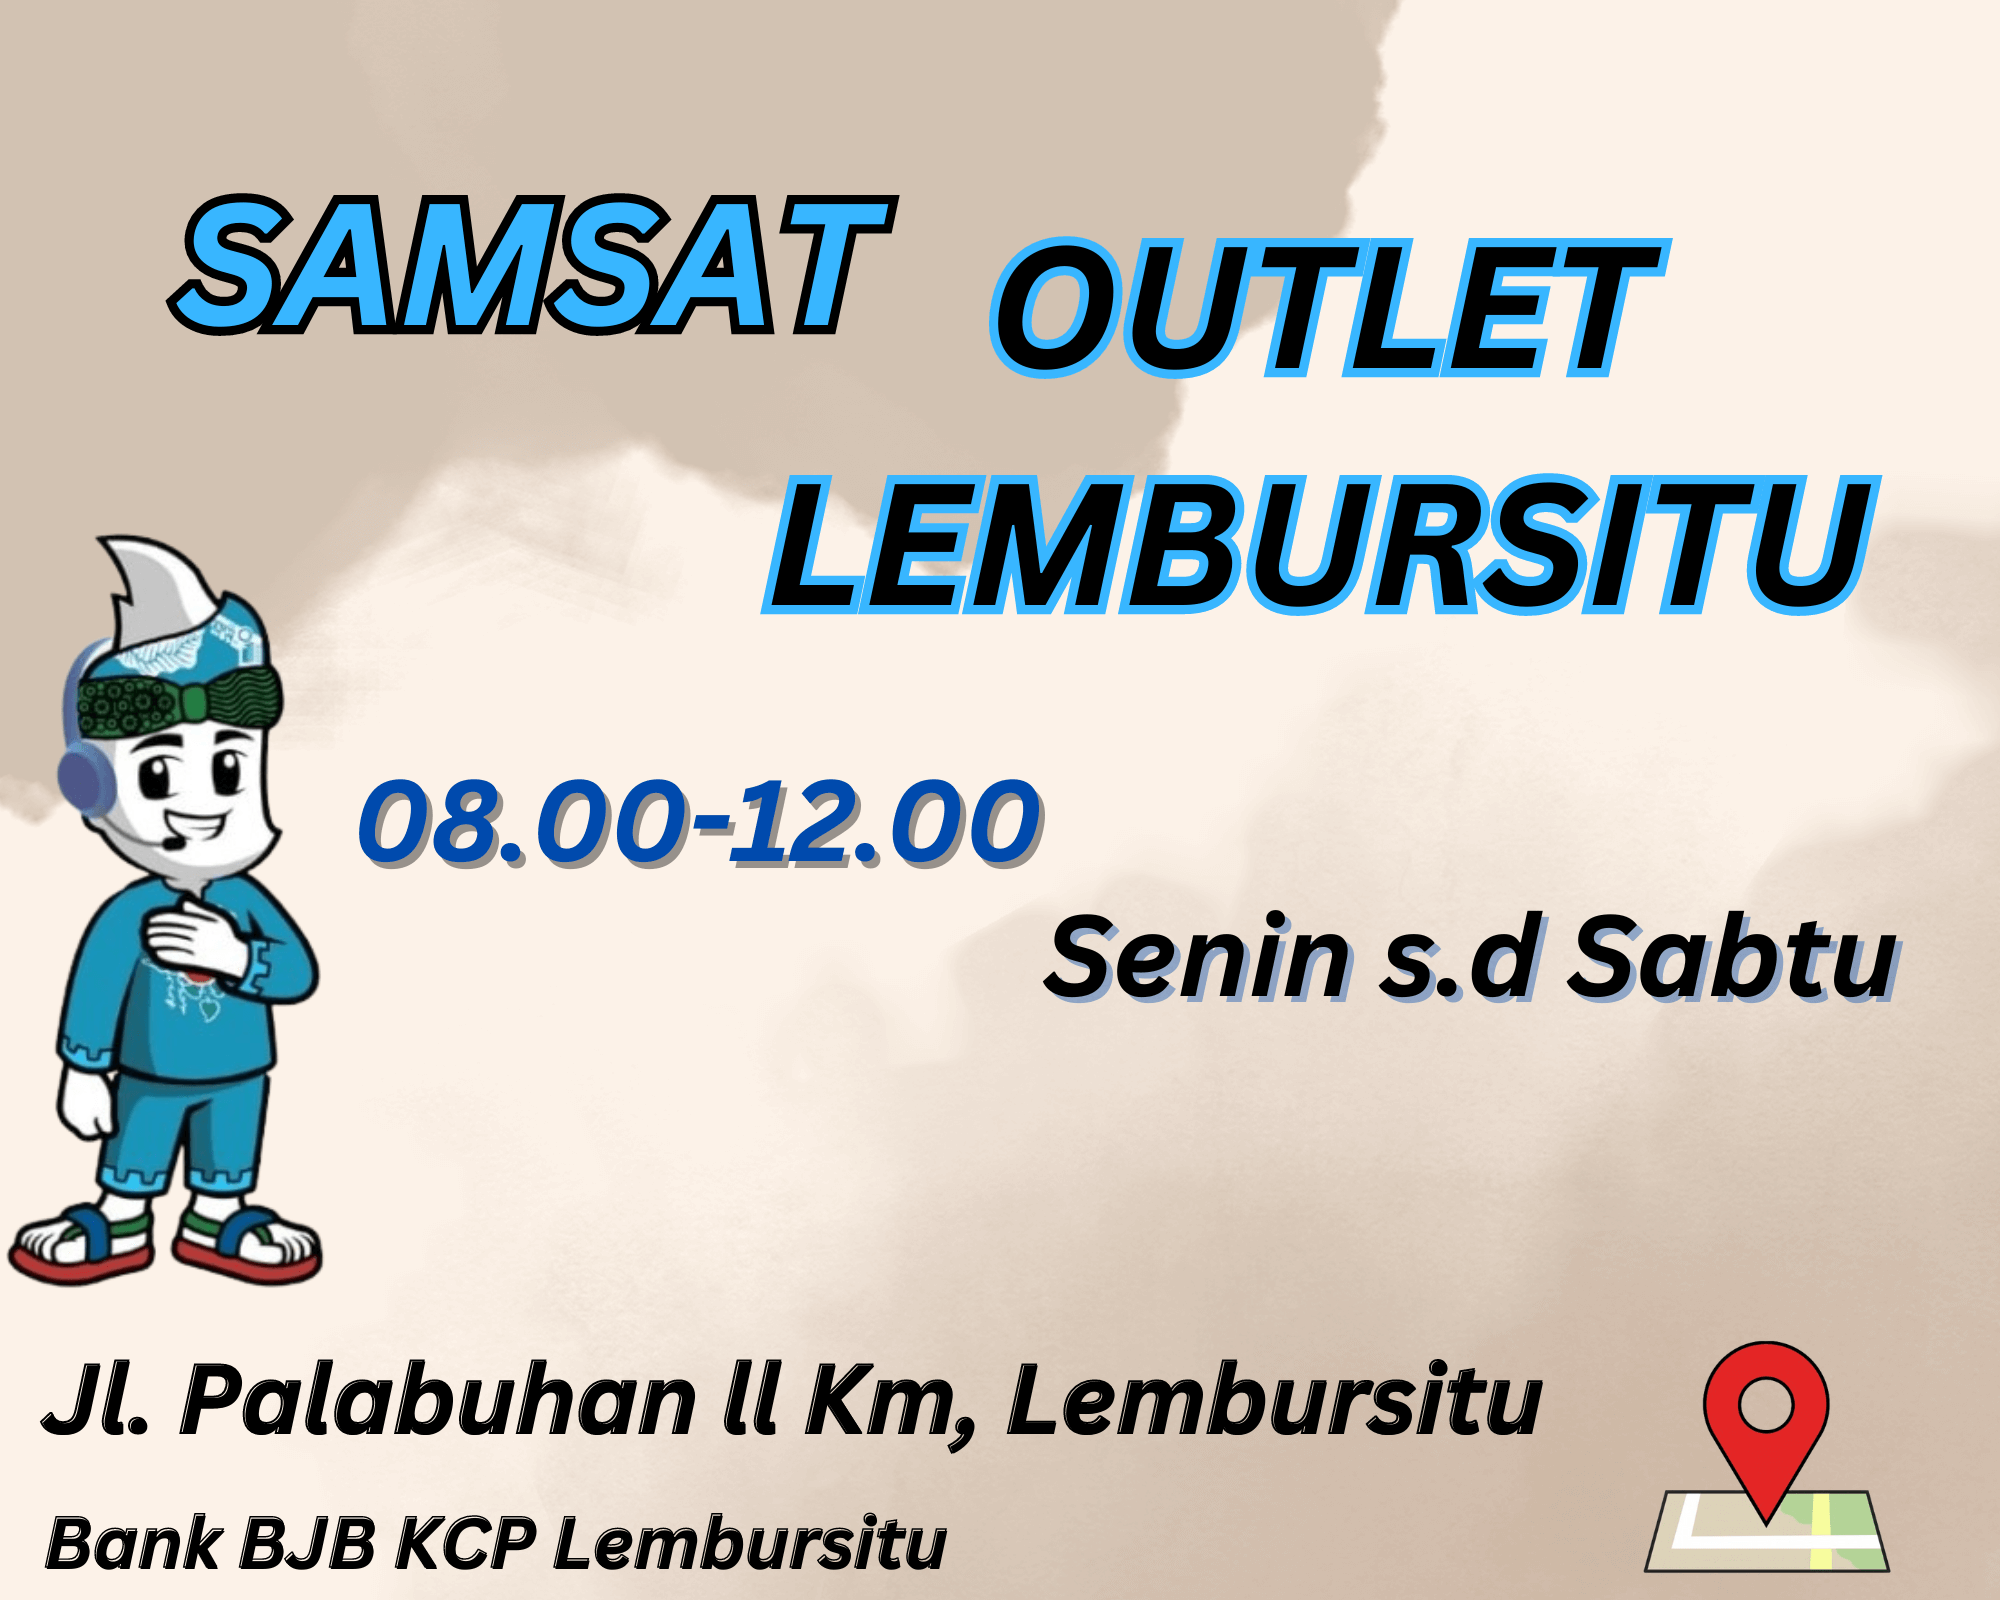 SAMSAT OUTLET
LEMBURSITU
08.00-12.00
Senin s.d Sabtu
Jl. Palabuhan ll Km, Lembursitu
Bank BJB KCP Lembursitu